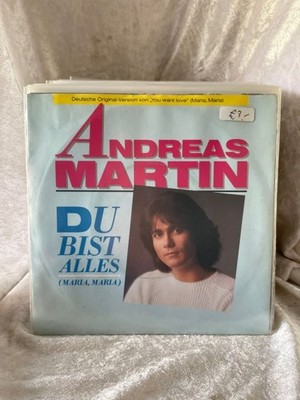 Deutsche Original-Version von „You want love" (Maria, Maria)
ANDREAS
MARTIN
DU
BIST
ALLES
(MARIA, MARIA)